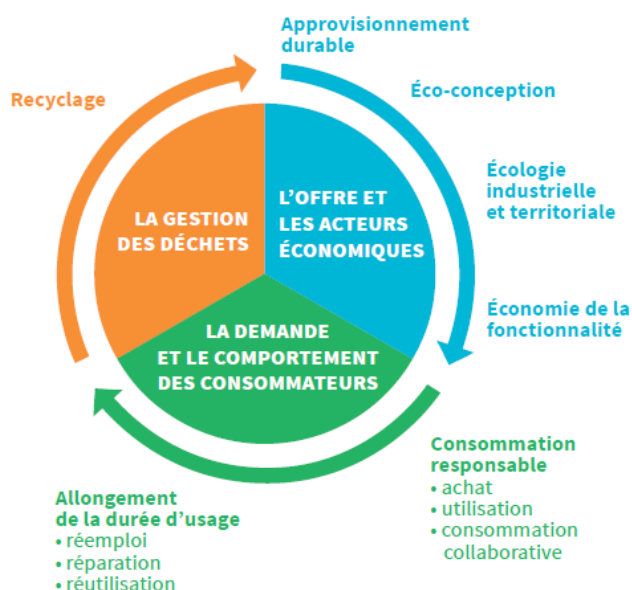 Approvisionnement
durable
Éco-conception
Écologie
industrielle
et territoriale
Économie de la
fonctionnalité
L'OFFRE ET
LES ACTEURS
ÉCONOMIQUES
LA DEMANDE
ET LE COMPORTEMENT
DES CONSOMMATEURS
Consommation
responsable
• achat
• utilisation
• consommation
collaborative
Allongement
de la durée d'usage
• réemploi
• réparation
• réutilisation
LA GESTION
DES DÉCHETS
Recyclage